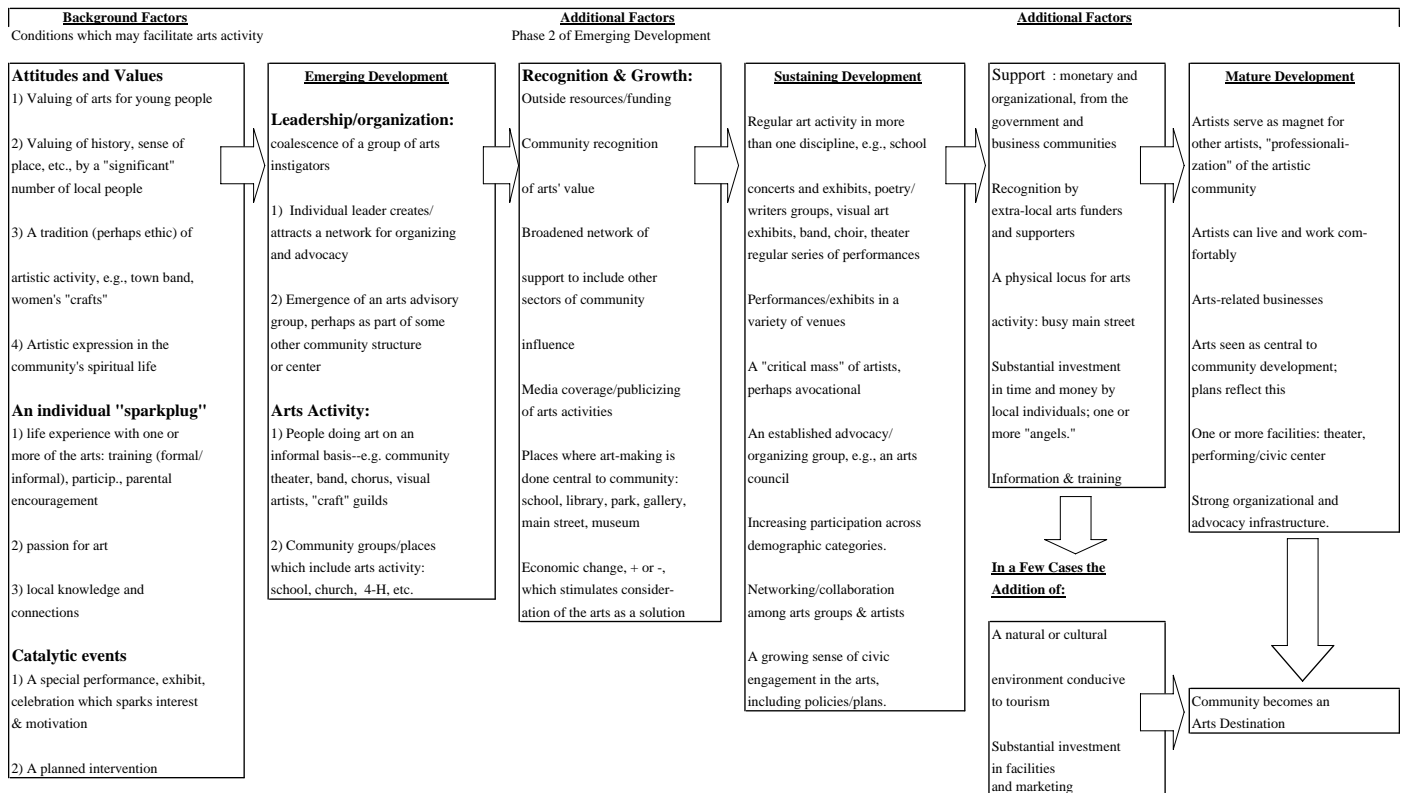 Background Factors
Conditions which may facilitate arts activity
Additional Factors
Phase 2 of Emerging Development
Additional Factors
Attitudes and Values
1) Valuing of arts for young people
2) Valuing of history, sense of
place, etc., by a "significant"
number of local people
3) A tradition (perhaps ethic) of
artistic activity, e.g., town band,
women's "crafts"
4) Artistic expression in the
community's spiritual life
An individual "sparkplug"
1) life experience with one or
more of the arts: training (formal/
informal), particip., parental
encouragement
2) passion for art
3) local knowledge and
connections
Catalytic events
1) A special performance, exhibit,
celebration which sparks interest
& motivation
2) A planned intervention
Emerging Development
Leadership/organization:
coalescence of a group of arts
instigators
1) Individual leader creates/
attracts a network for organizing
and advocacy
2) Emergence of an arts advisory
group, perhaps as part of some
other community structure
or center
Arts Activity:
1) People doing art on an
informal basis--e.g. community
theater, band, chorus, visual
artists, "craft" guilds
2) Community groups/places
which include arts activity:
school, church, 4-H, etc.
Recognition & Growth:
Outside resources/funding
Community recognition
of arts' value
Broadened network of
support to include other
sectors of community
influence
Media coverage/publicizing
of arts activities
Places where art-making is
done central to community:
school, library, park, gallery,
main street, museum
Economic change, + or -,
which stimulates consider-
ation of the arts as a solution
Sustaining Development
Regular art activity in more
than one discipline, e.g., school
concerts and exhibits, poetry/
writers groups, visual art
exhibits, band, choir, theater
regular series of performances
Performances/exhibits in a
variety of venues
A "critical mass" of artists,
perhaps avocational
An established advocacy/
organizing group, e.g., an arts
council
Increasing participation across
demographic categories.
Networking/collaboration
among arts groups & artists
A growing sense of civic
engagement in the arts,
including policies/plans.
Support : monetary and
organizational, from the
government and
business communities
Recognition by
extra-local arts funders
and supporters
A physical locus for arts
activity: busy main street
Substantial investment
in time and money by
local individuals; one or
more "angels."
Information & training
In a Few Cases the
Addition of:
A natural or cultural
environment conducive
to tourism
Substantial investment
in facilities
and marketing
Mature Development
Artists serve as magnet for
other artists, "professionali-
zation" of the artistic
community
Artists can live and work com-
fortably
Arts-related businesses
Arts seen as central to
community development;
plans reflect this
One or more facilities: theater,
performing/civic center
Strong organizational and
advocacy infrastructure.
Community becomes an
Arts Destination